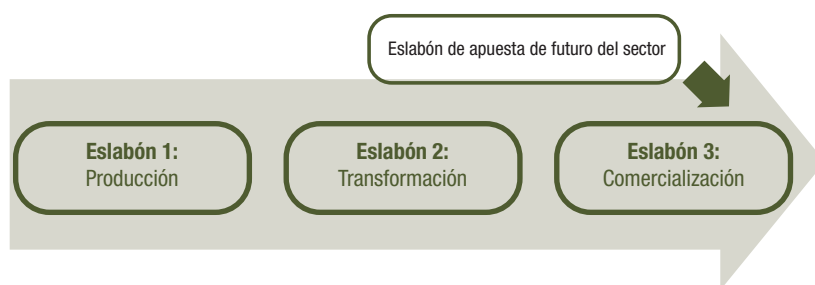 Eslabón de apuesta de futuro del sector
Eslabón 1:
Producción
Eslabón 2:
Transformación
Eslabón 3:
Comercialización